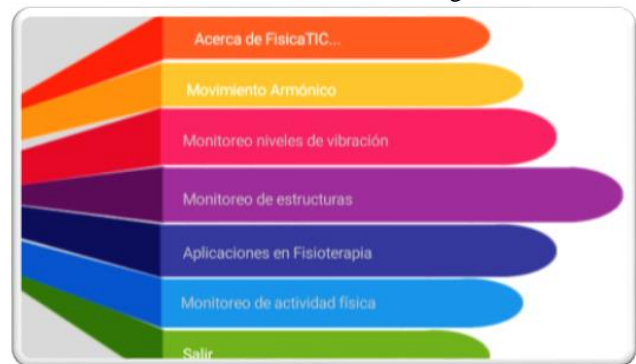 Acerca de FisicaTIC...
Movimiento Armónico
Monitoreo niveles de vibración
Monitoreo de estructuras
Aplicaciones en Fisioterapia
Monitoreo de actividad física
Salir